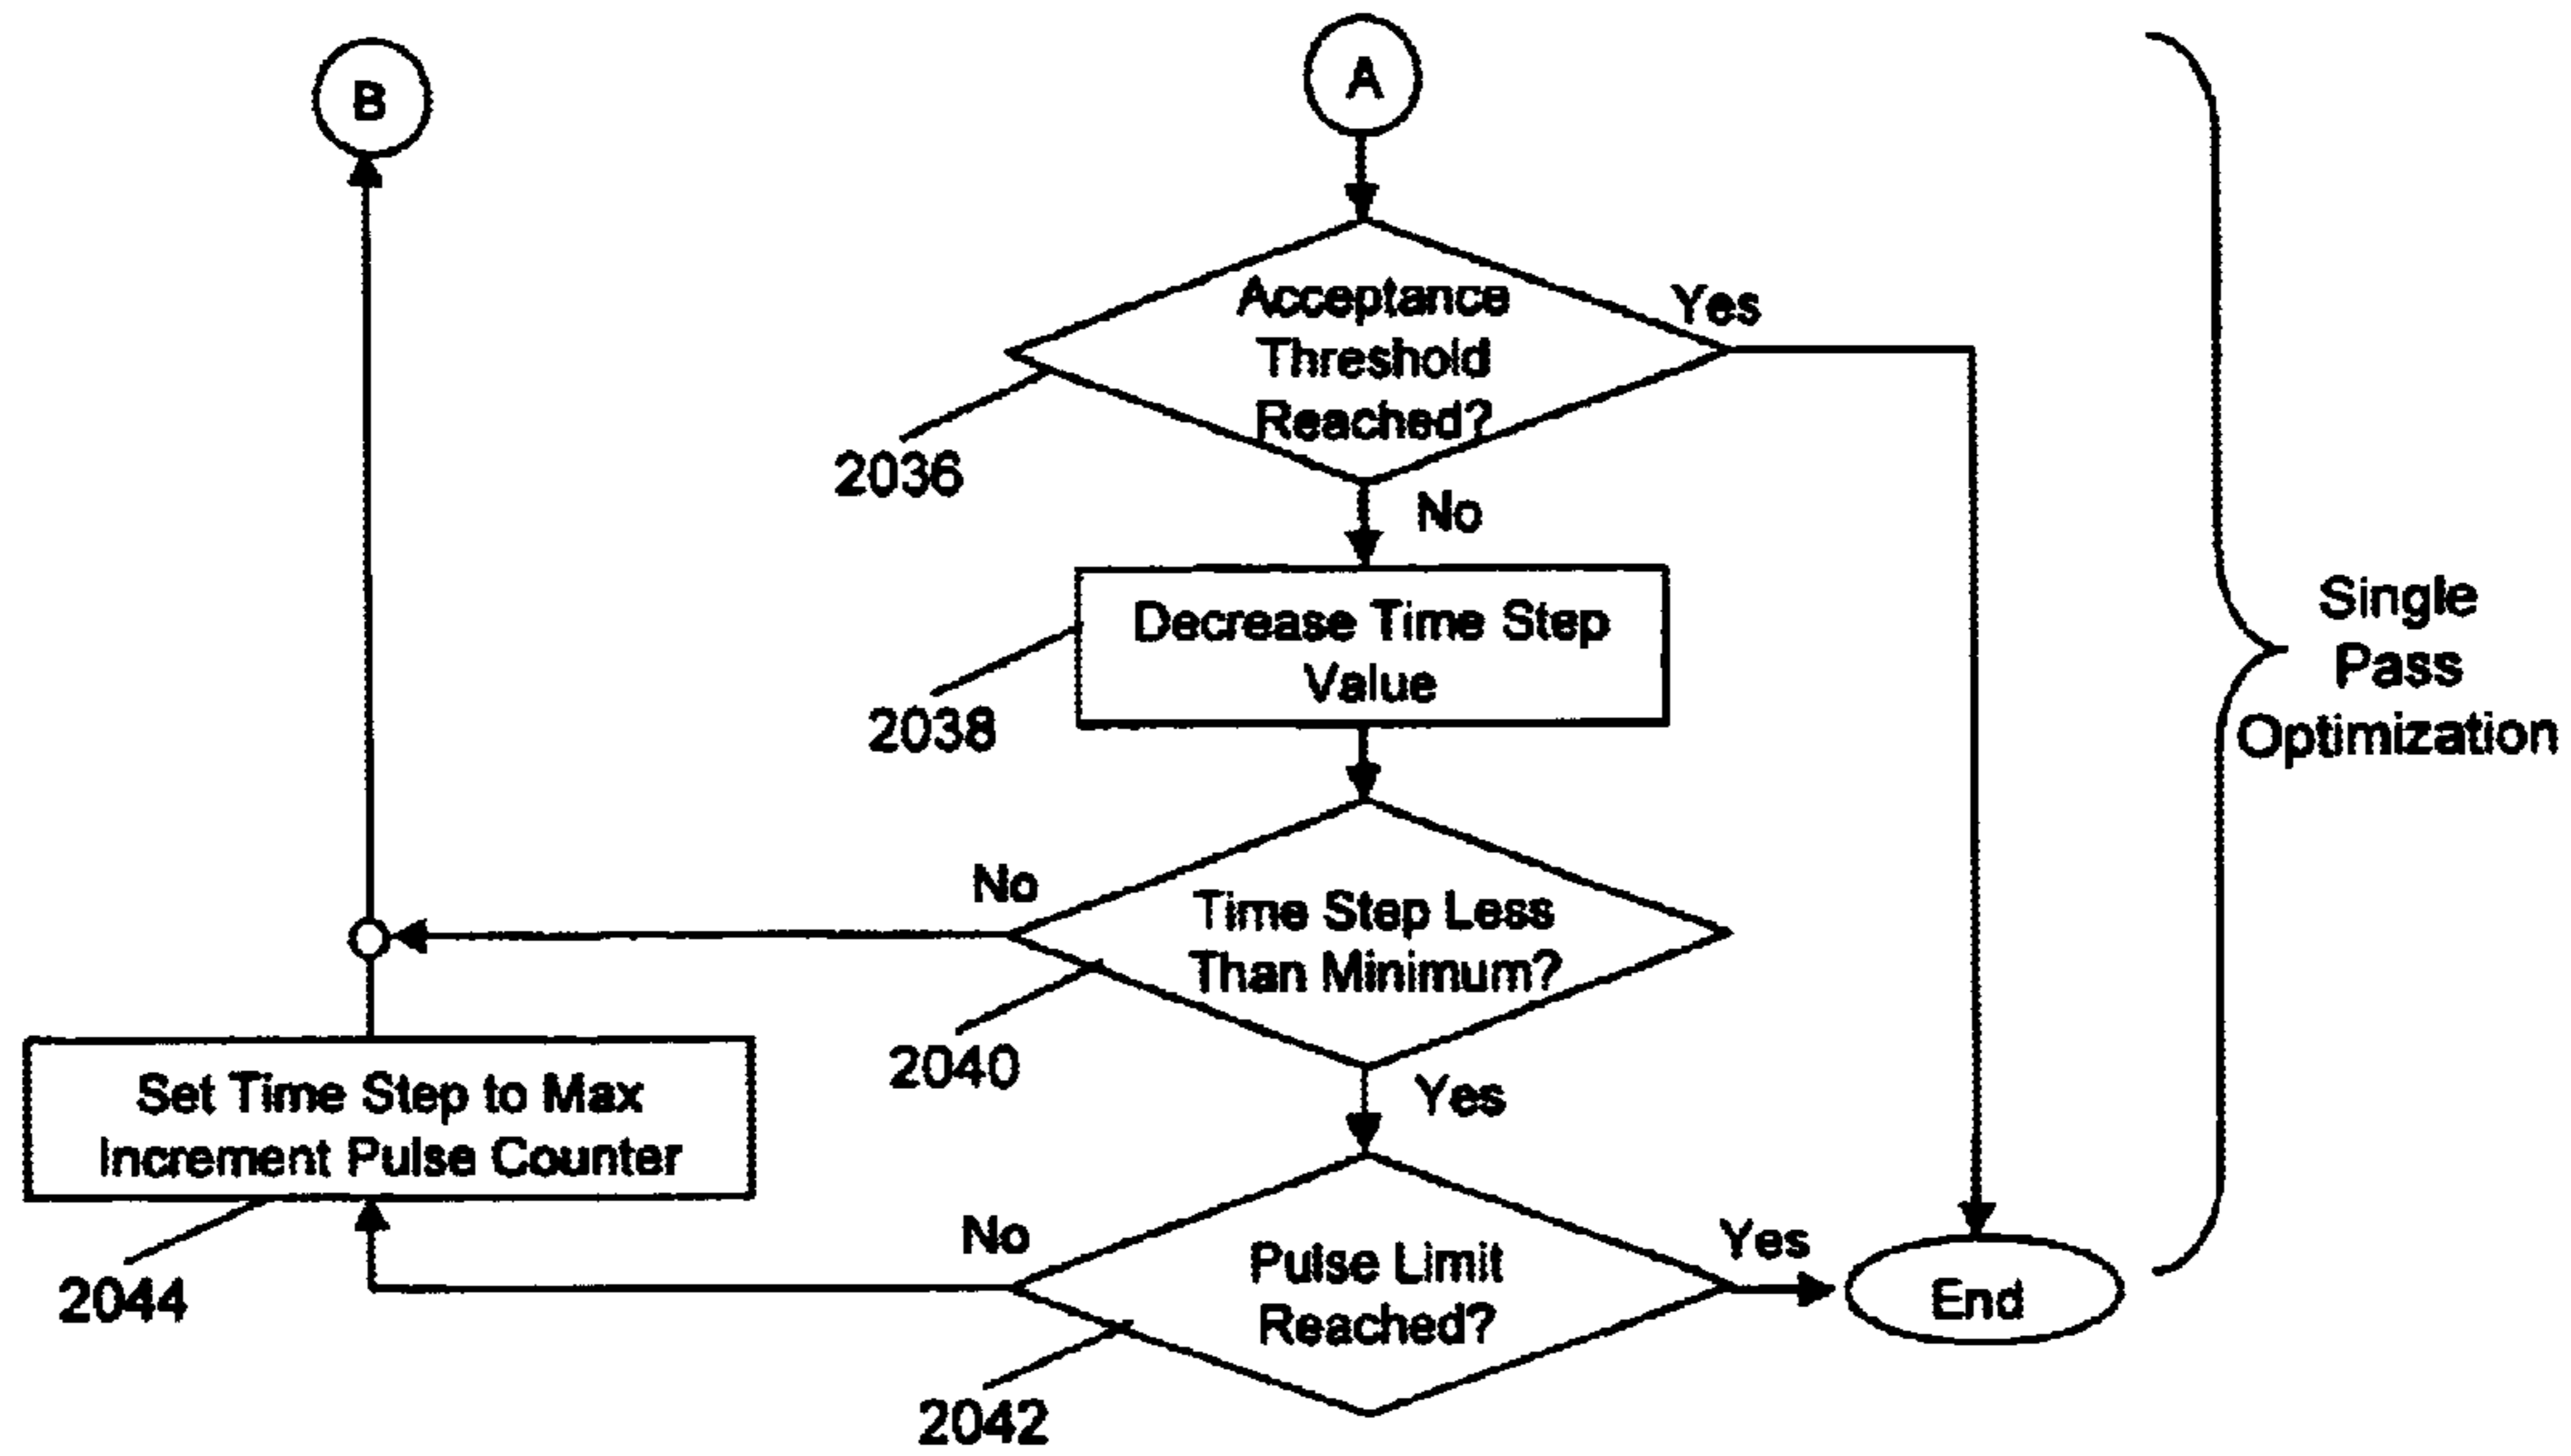 B
A
Acceptance
Threshold
Reached?
Yes
2036
No
Decrease Time Step
Value
2038
Single
Pass
Optimization
No
Time Step Less
Than Minimum?
2040
Yes
Set Time Step to Max
Increment Pulse Counter
2044
No
Pulse Limit
Reached?
Yes
End
2042